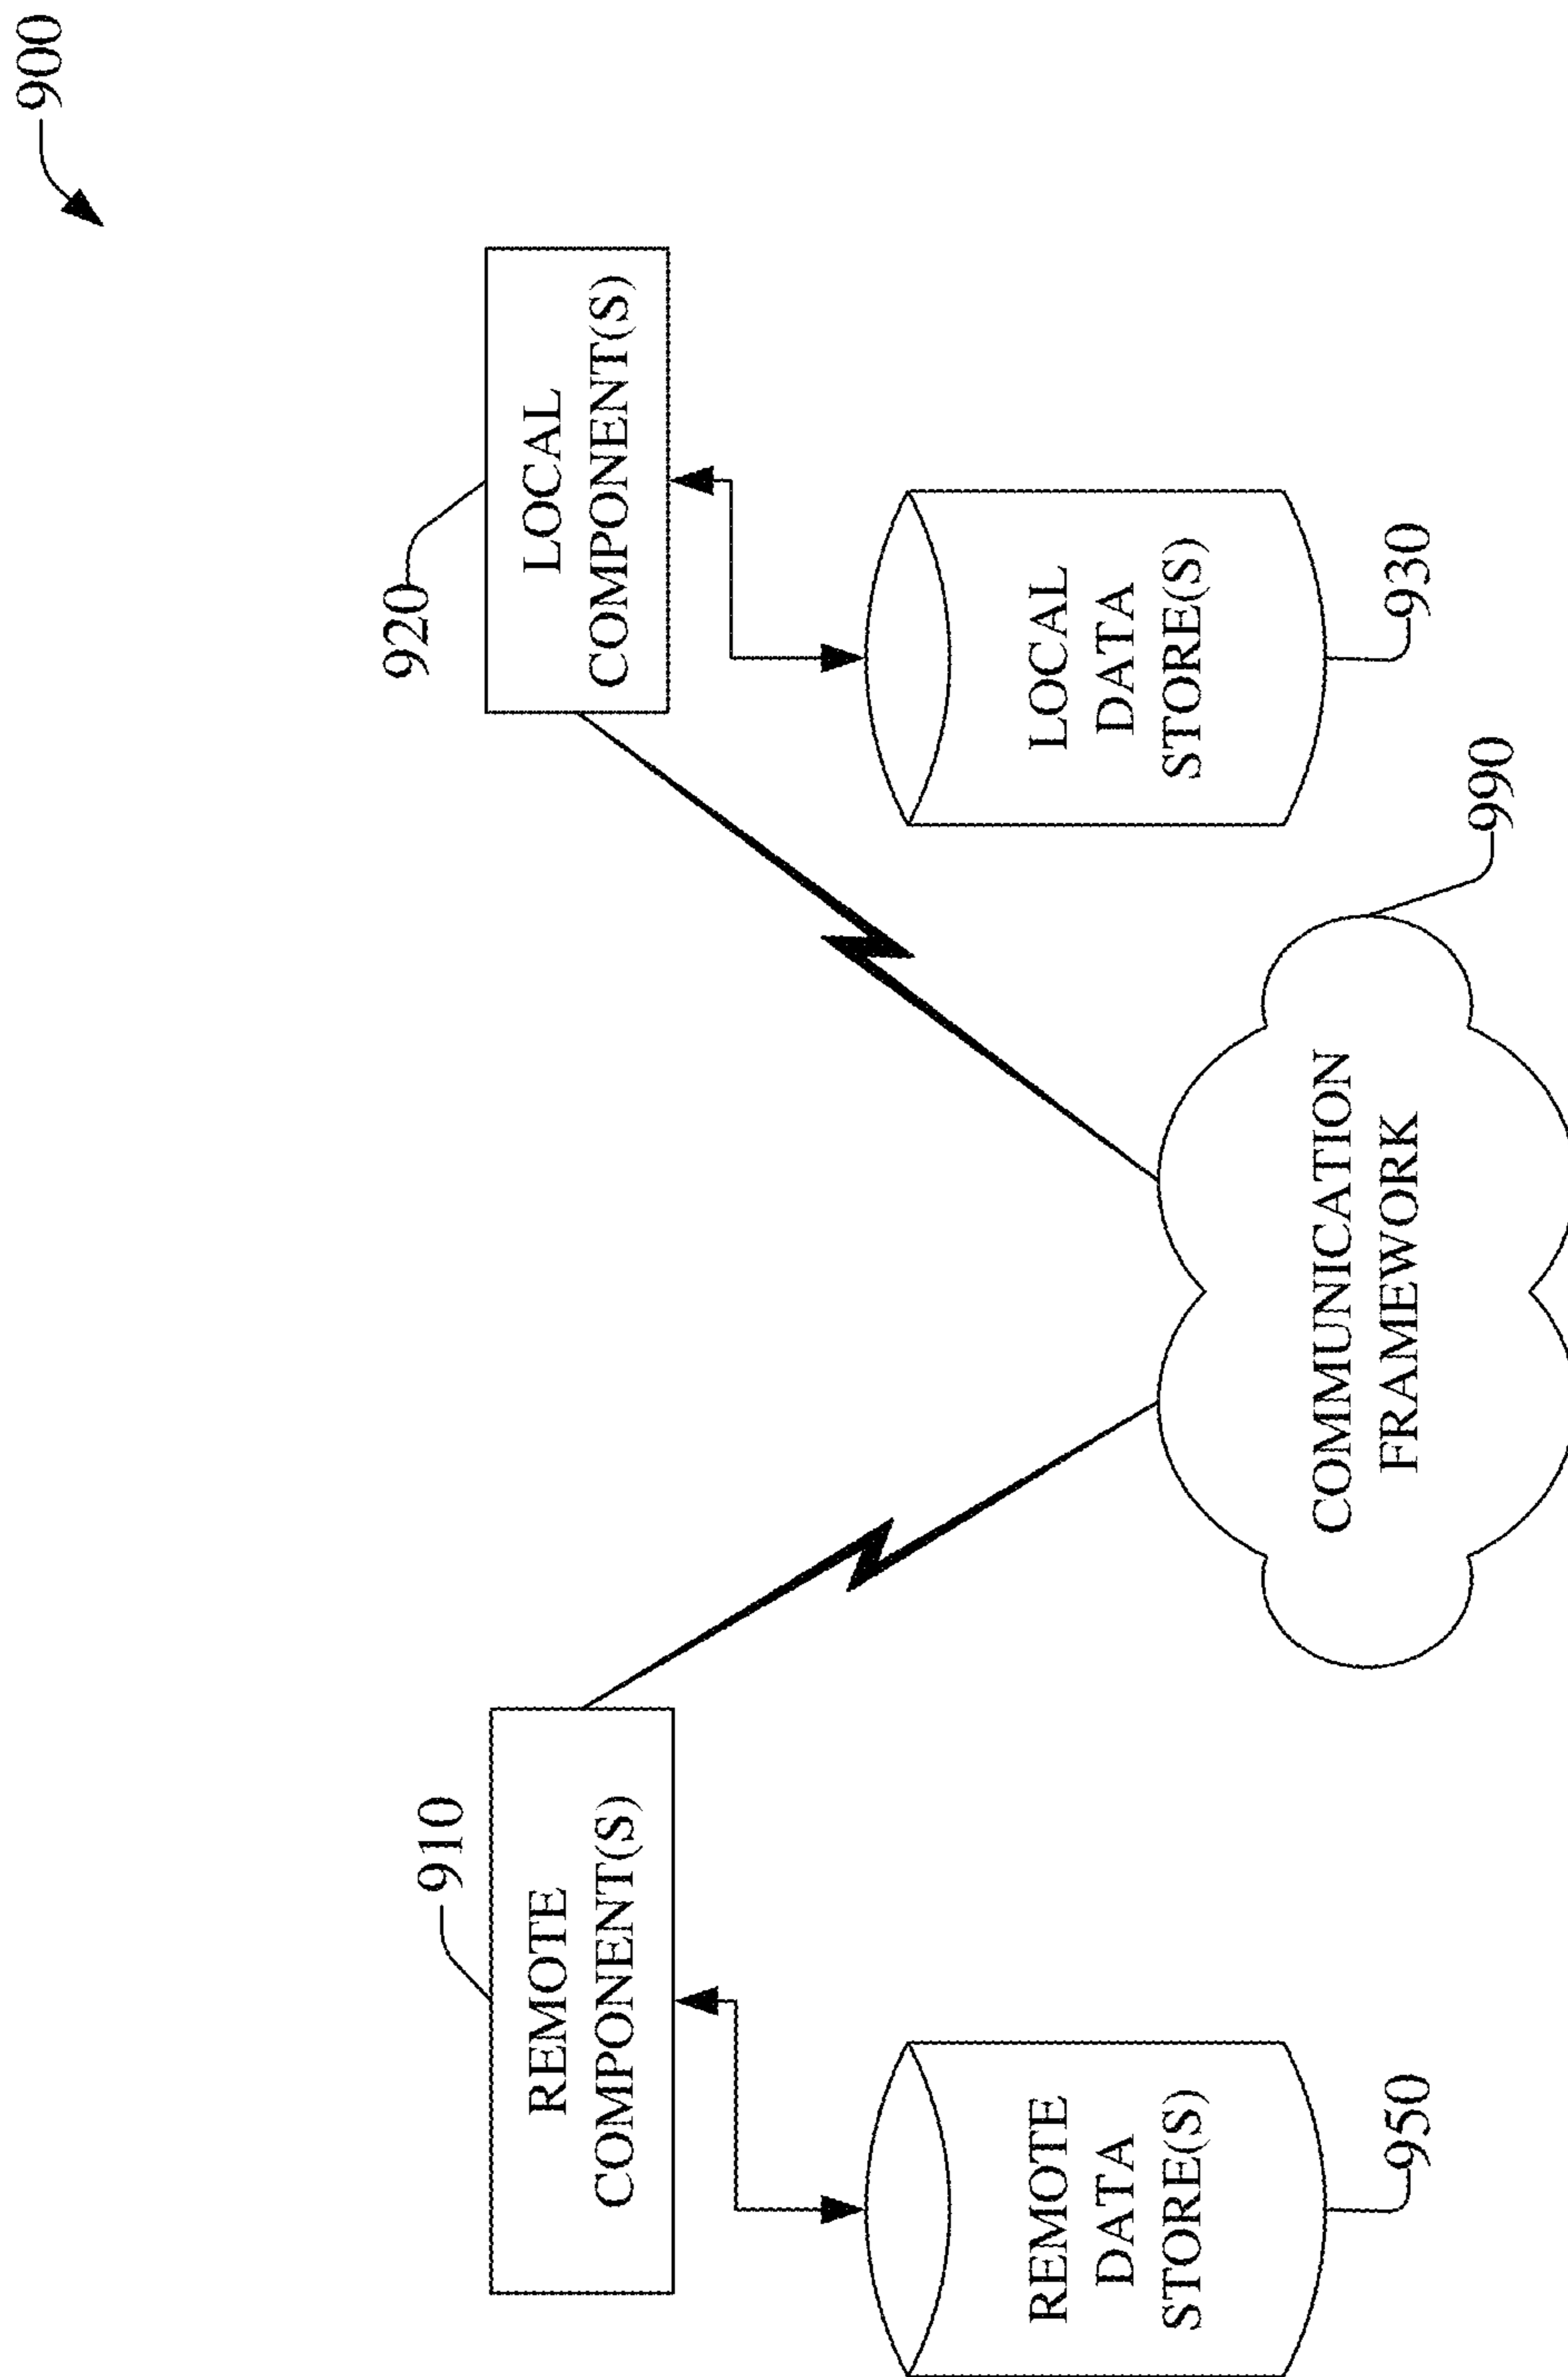 900
910
REMOTE
COMPONENT(S)
920
LOCAL
COMPONENT(S)
REMOTE
DATA
STORE(S)
950
LOCAL
DATA
STORE(S)
930
COMMUNICATION
FRAMEWORK
990